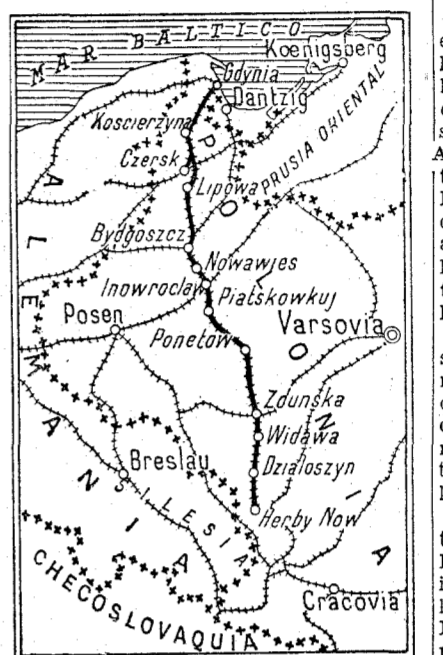 MAR BALTICO
Kœnigsberg
Gdynia
Dantzig
Koscierzyna
PRUSIA ORIENTAL
Czersk
Lipowa
Bydgoszcz
Nowawjes
Inowroclaw
Piatskowkuj
Posen
Varsovia
Ponetow
Zdunska
Widawa
Breslau
Dzialoszyn
SILESIA
Herby Now
Cracovia
CHECOSLOVAQUIA
ALEMANIA
POLONIA